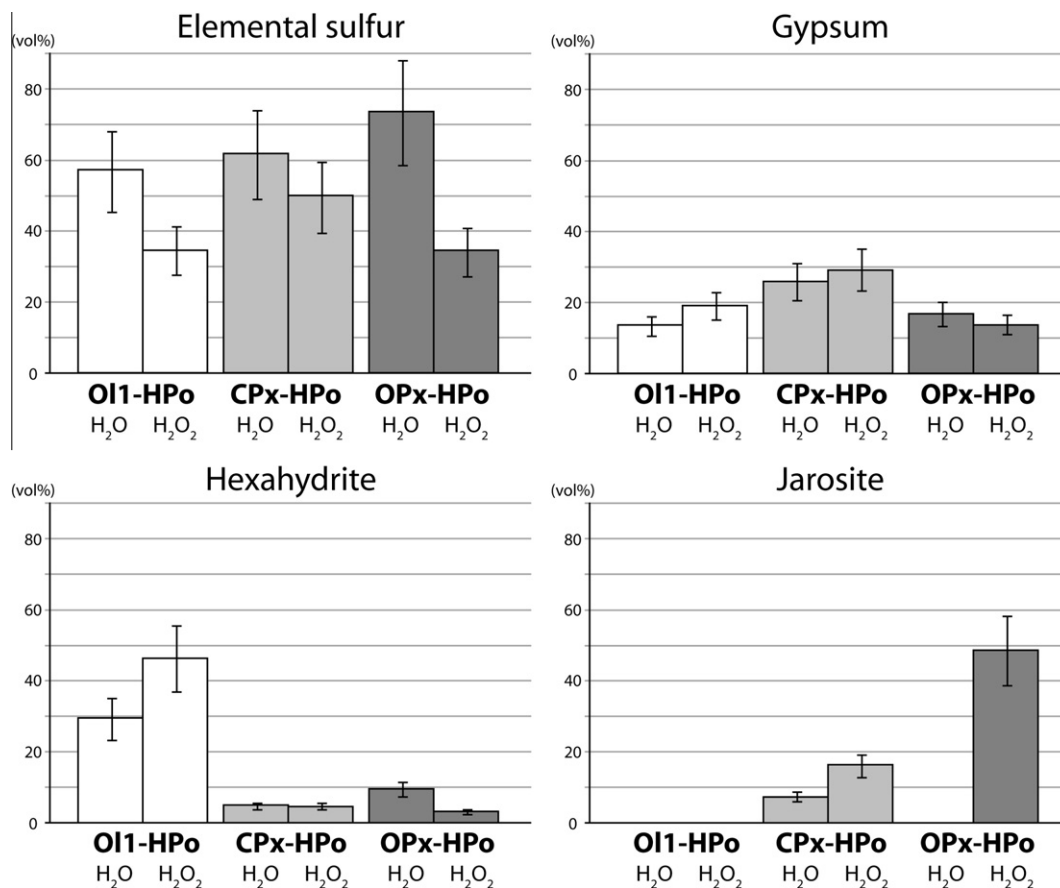 Elemental sulfur
(vol%)
80
60
40
20
0
Ol1-HPo CPx-HPo OPx-HPo
H₂O H₂O₂ H₂O H₂O₂ H₂O H₂O₂
Gypsum
(vol%)
80
60
40
20
0
Ol1-HPo CPx-HPo OPx-HPo
H₂O H₂O₂ H₂O H₂O₂ H₂O H₂O₂
Hexahydrite
(vol%)
80
60
40
20
0
Ol1-HPo CPx-HPo OPx-HPo
H₂O H₂O₂ H₂O H₂O₂ H₂O H₂O₂
Jarosite
(vol%)
80
60
40
20
0
Ol1-HPo CPx-HPo OPx-HPo
H₂O H₂O₂ H₂O H₂O₂ H₂O H₂O₂